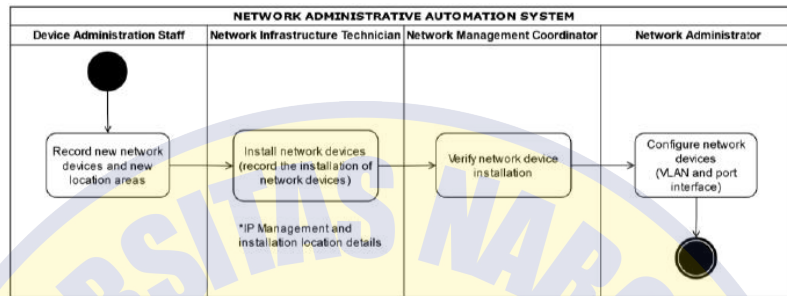 NETWORK ADMINISTRATIVE AUTOMATION SYSTEM
Device Administration Staff
Network Infrastructure Technician
Network Management Coordinator
Network Administrator
Record new network
devices and new
location areas
Install network devices
(record the installation of
network devices)
*IP Management and
installation location details
Verify network device
installation
Configure network
devices
(VLAN and port
interface)